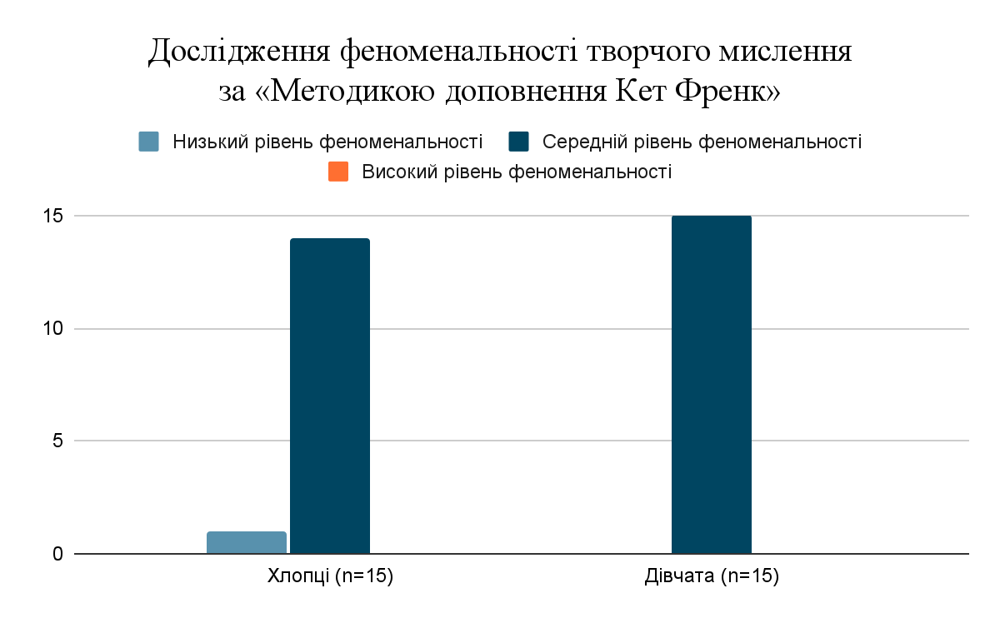 Дослідження феноменальності творчого мислення
за «Методикою доповнення Кет Френк»
Низький рівень феноменальності
Середній рівень феноменальності
Високий рівень феноменальності
15
10
5
0
Хлопці (n=15)
Дівчата (n=15)